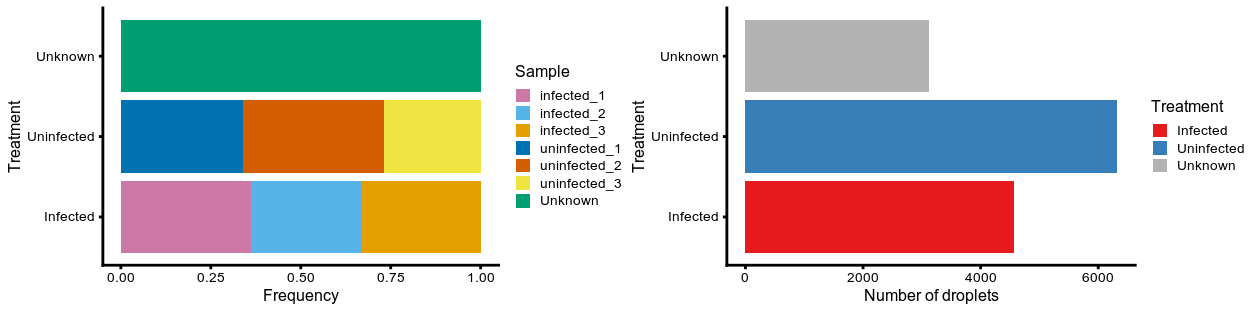 Treatment
Unknown
Uninfected
Infected
0.00 0.25 0.50 0.75 1.00
Frequency
Sample
infected_1
infected_2
infected_3
uninfected_1
uninfected_2
uninfected_3
Unknown
Treatment
Unknown
Uninfected
Infected
0 2000 4000 6000
Number of droplets
Treatment
Infected
Uninfected
Unknown